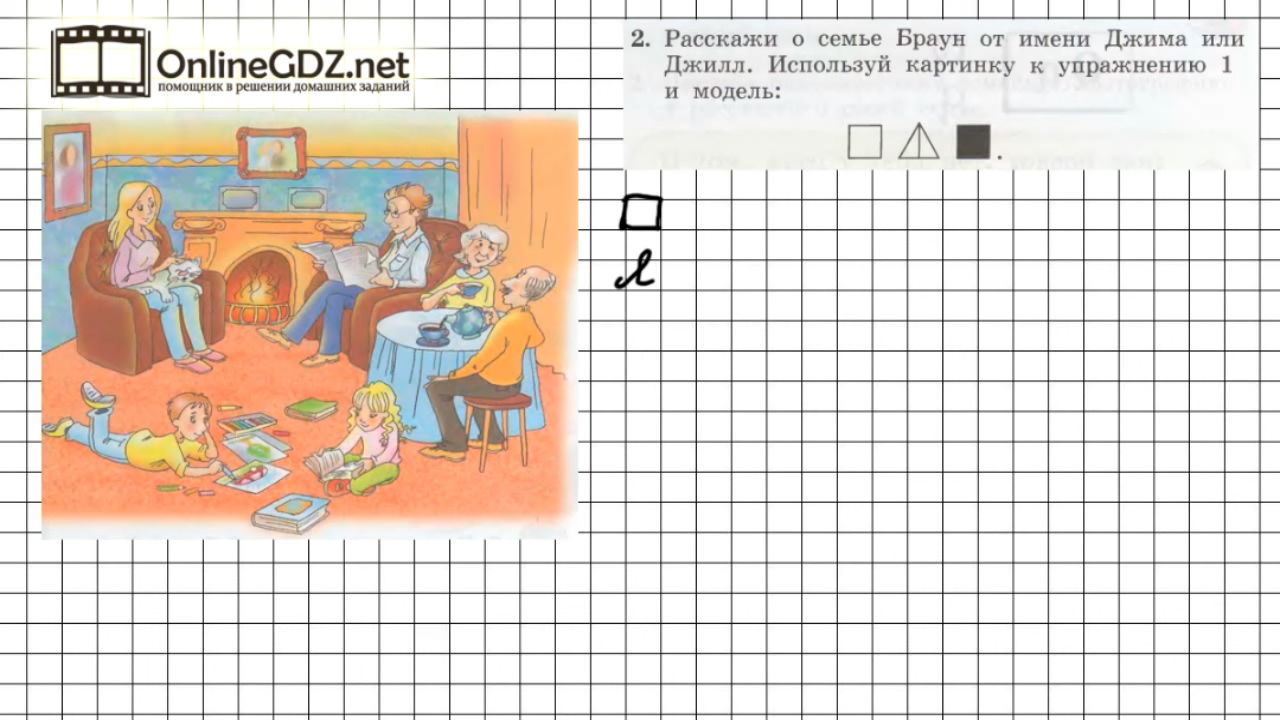 OnlineGDZ.net
помощник в решении домашних заданий
2. Расскажи о семье Браун от имени Джима или
Джилл. Используй картинку к упражнению 1
и модель: